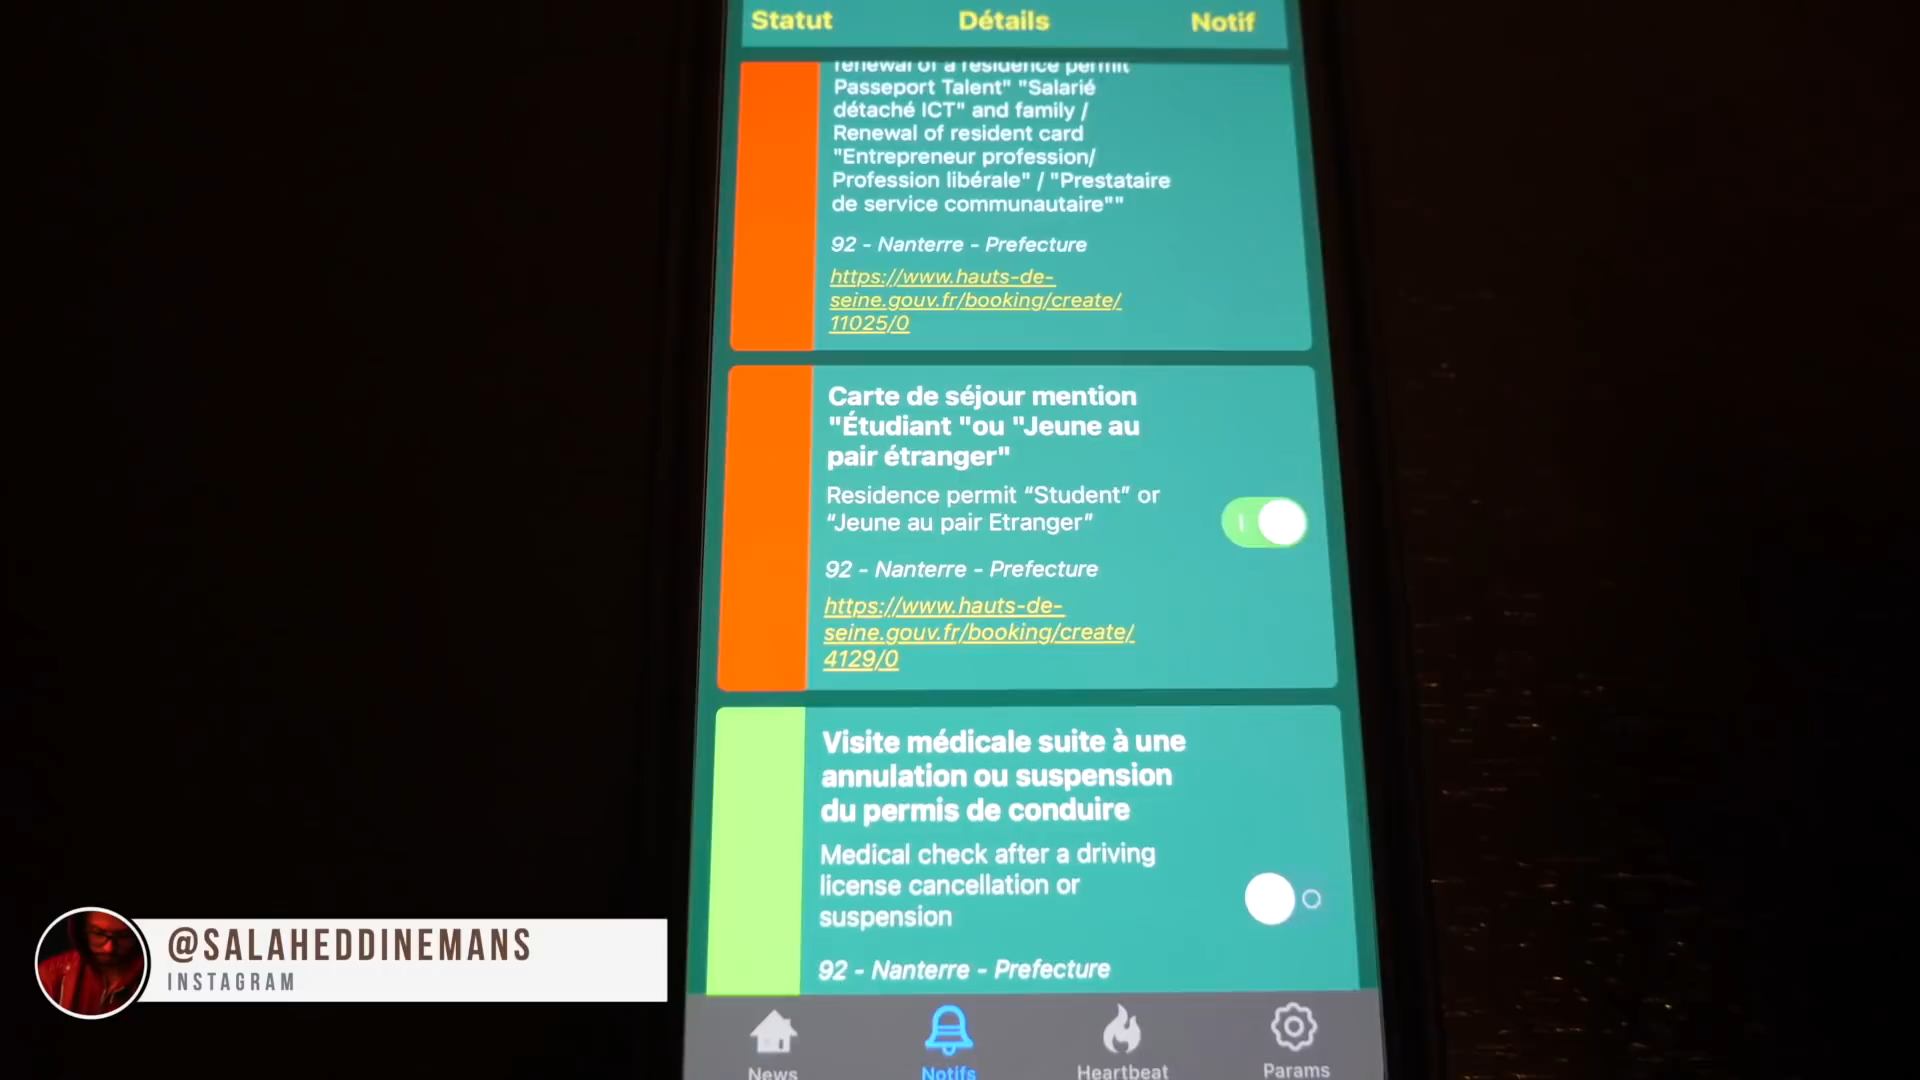 Statut Détails Notif
renewal of a residence permit
Passeport Talent" "Salarié
détaché ICT" and family /
Renewal of resident card
"Entrepreneur profession/
Profession libérale" / "Prestataire
de service communautaire""
92 - Nanterre - Prefecture
https://www.hauts-de-
seine.gouv.fr/booking/create/
11025/0
Carte de séjour mention
"Étudiant "ou "Jeune au
pair étranger"
Residence permit “Student” or
“Jeune au pair Etranger”
92 - Nanterre - Prefecture
https://www.hauts-de-
seine.gouv.fr/booking/create/
4129/0
Visite médicale suite à une
annulation ou suspension
du permis de conduire
Medical check after a driving
license cancellation or
suspension
92 - Nanterre - Prefecture
News Notifs Heartbeat Params
@SALAHEDDINEMANS
INSTAGRAM